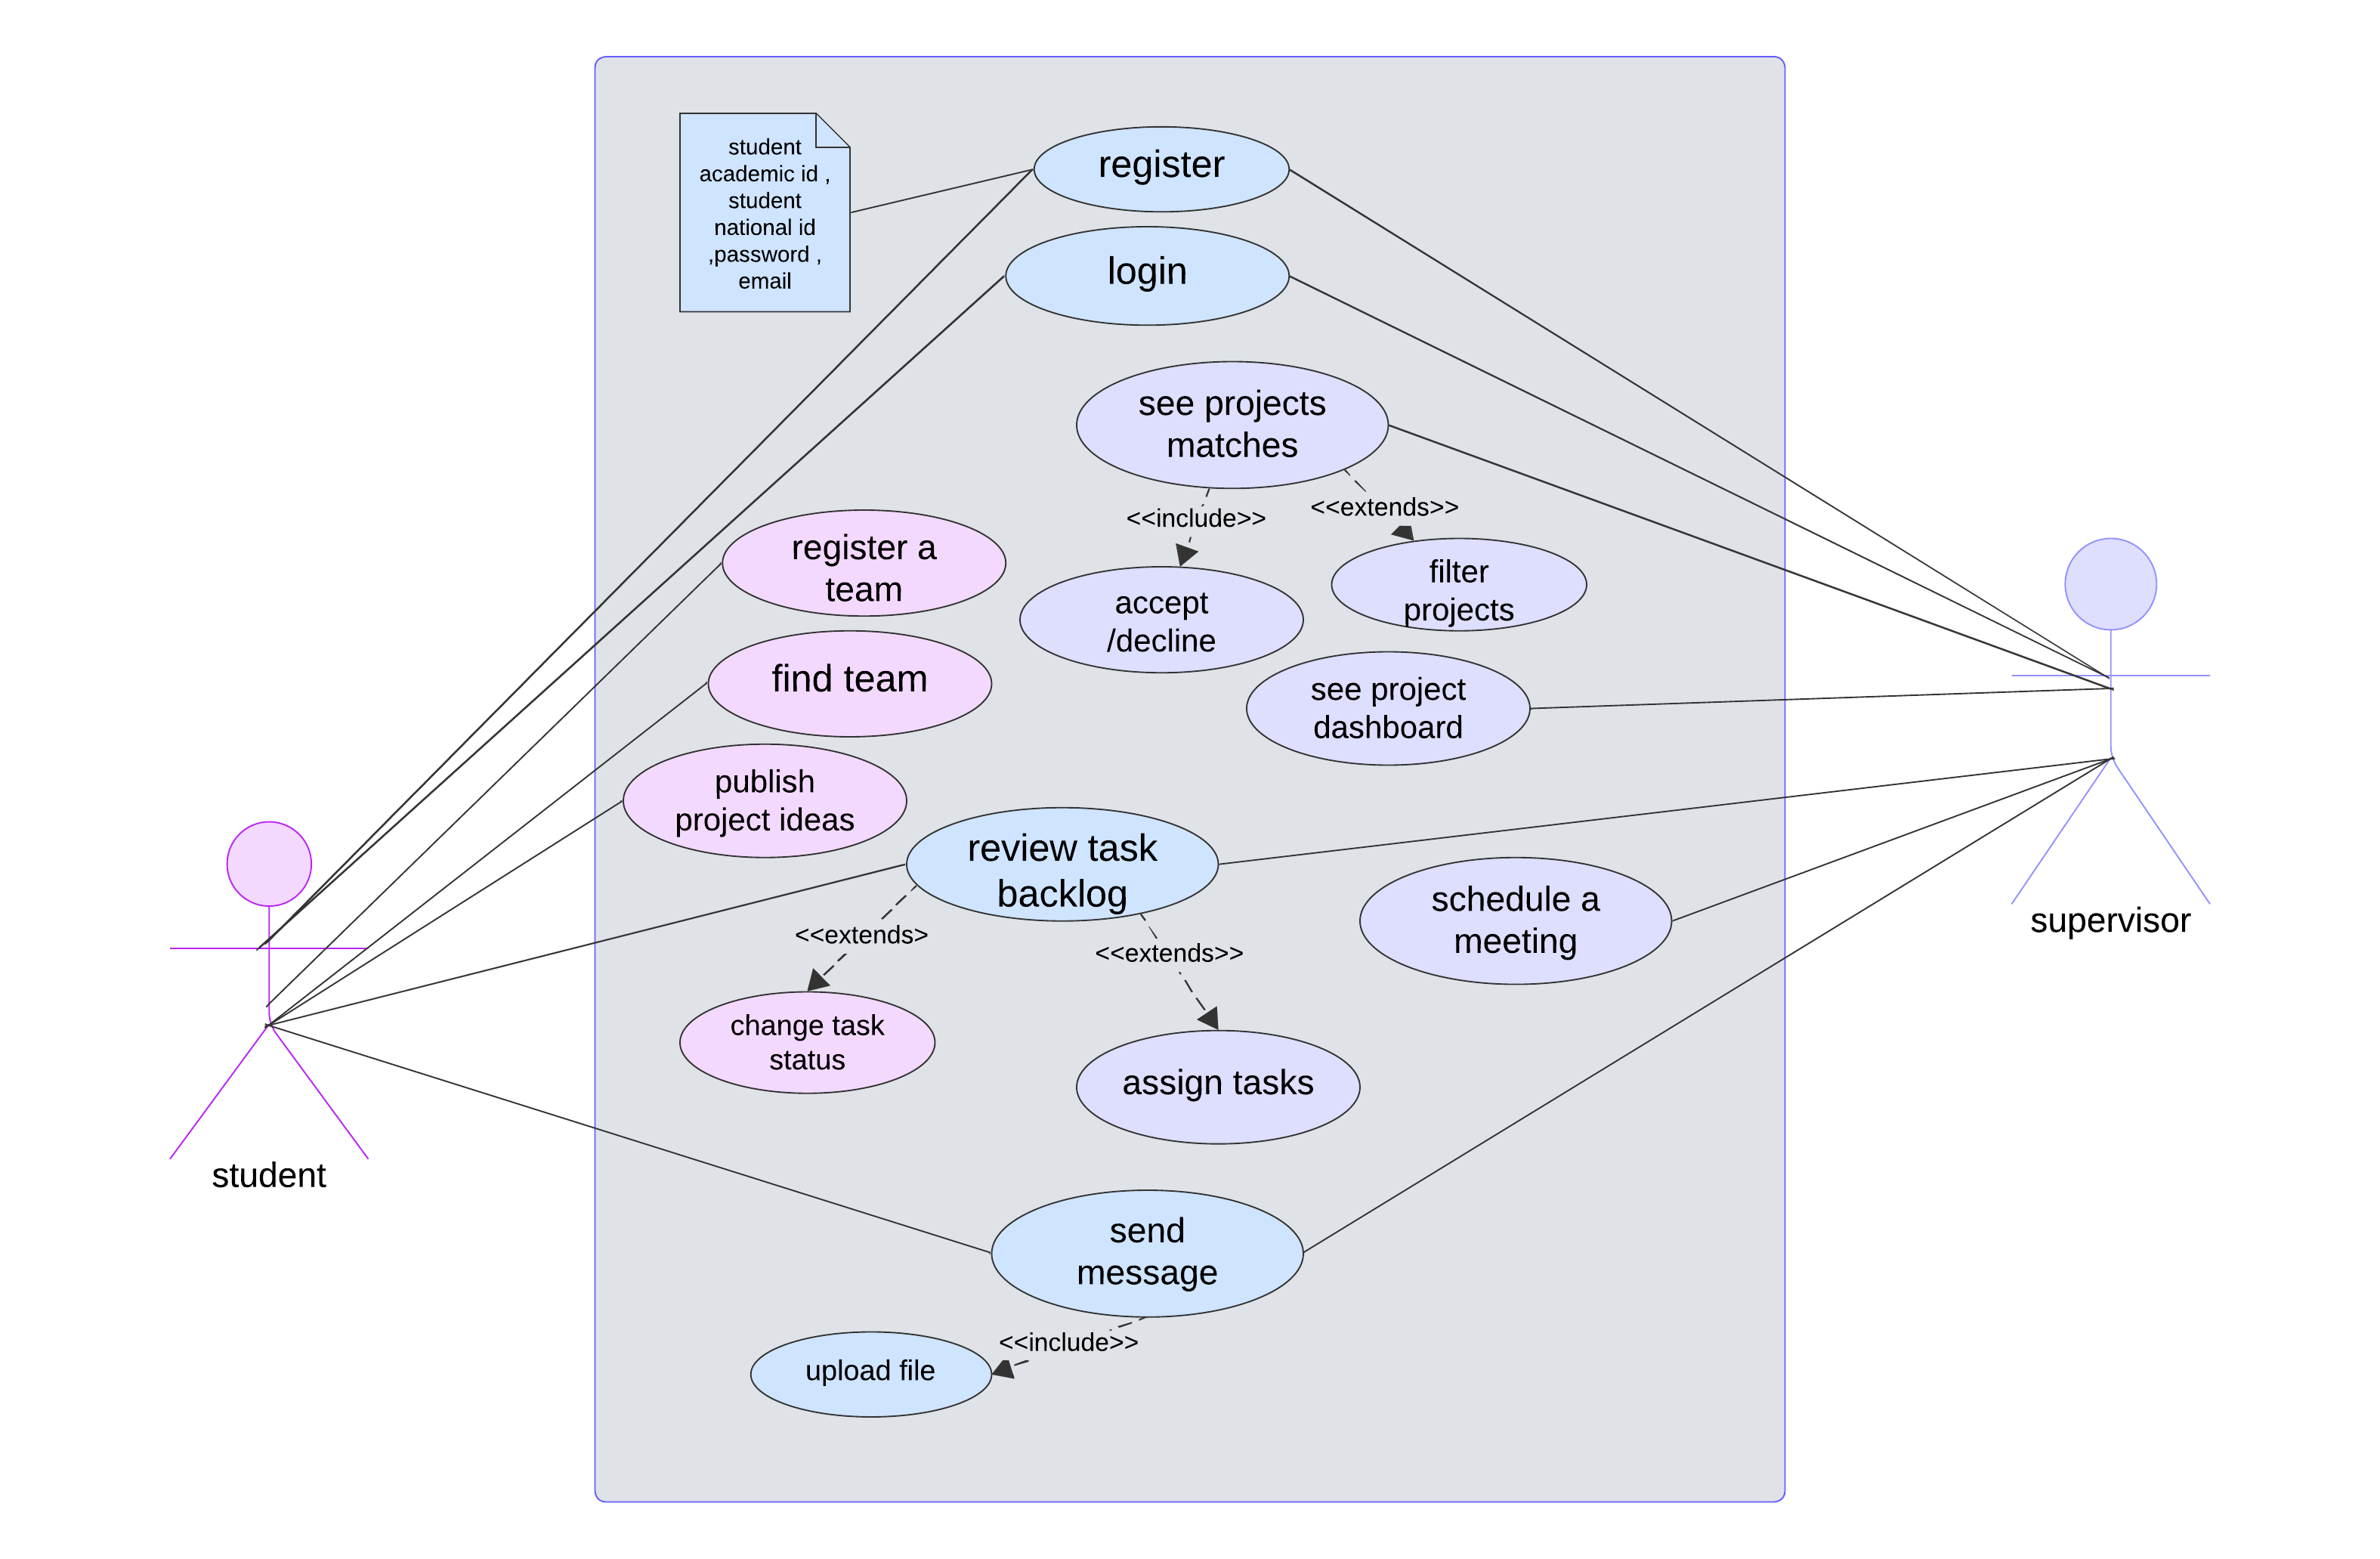 student
academic id ,
student
national id
,password ,
email
register
login
see projects
matches
<<include>>
<<extends>>
register a
team
filter
projects
accept
/decline
find team
see project
dashboard
publish
project ideas
review task
backlog
schedule a
meeting
supervisor
<<extends>
<<extends>>
change task
status
assign tasks
student
send
message
<<include>>
upload file